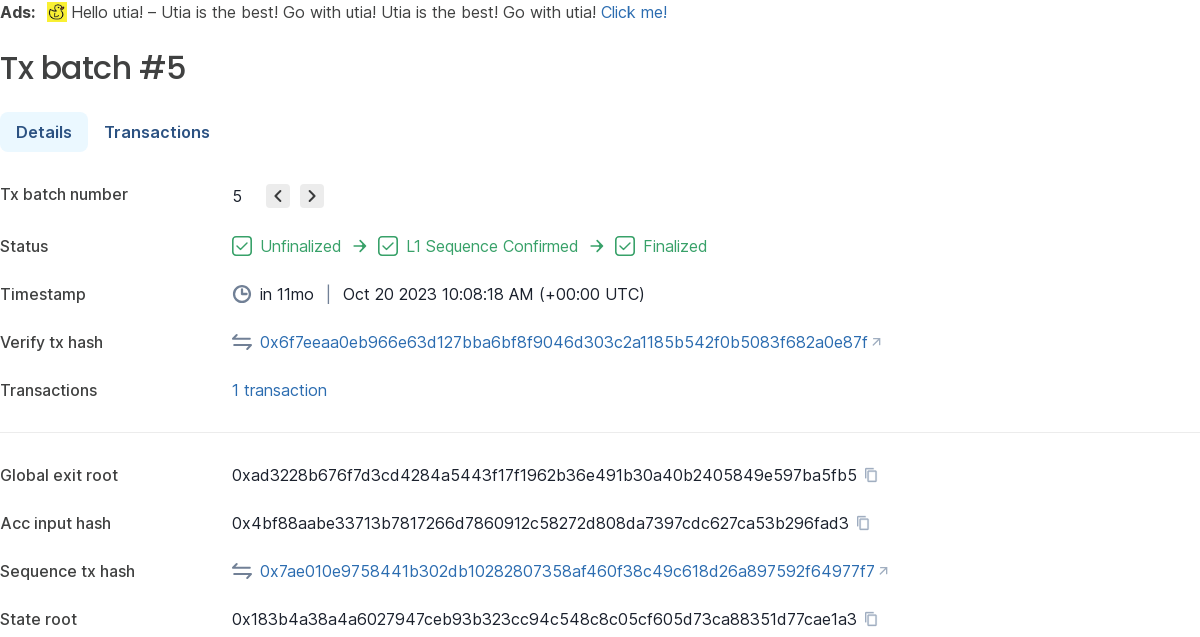 Ads: Hello utia! – Utia is the best! Go with utia! Utia is the best! Go with utia! Click me!
Tx batch #5
Details Transactions
Tx batch number 5
Status Unfinalized → L1 Sequence Confirmed → Finalized
Timestamp in 11mo | Oct 20 2023 10:08:18 AM (+00:00 UTC)
Verify tx hash 0x6f7eeaa0eb966e63d127bba6bf8f9046d303c2a1185b542f0b5083f682a0e87f
Transactions 1 transaction
Global exit root 0xad3228b676f7d3cd4284a5443f17f1962b36e491b30a40b2405849e597ba5fb5
Acc input hash 0x4bf88aabe33713b7817266d7860912c58272d808da7397cdc627ca53b296fad3
Sequence tx hash 0x7ae010e9758441b302db10282807358af460f38c49c618d26a897592f64977f7
State root 0x183b4a38a4a6027947ceb93b323cc94c548c8c05cf605d73ca88351d77cae1a3